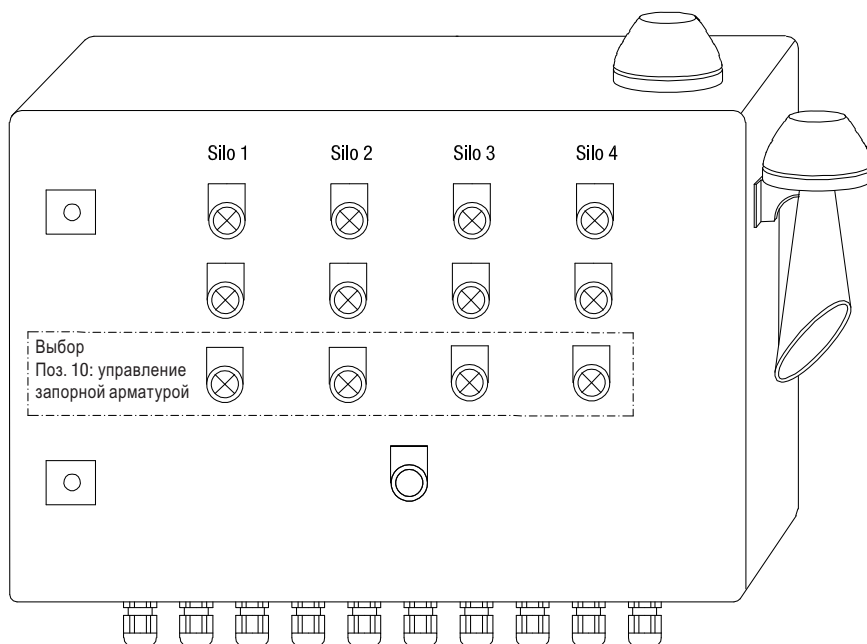 Silo 1 Silo 2 Silo 3 Silo 4
Выбор
Поз. 10: управление
запорной арматурой